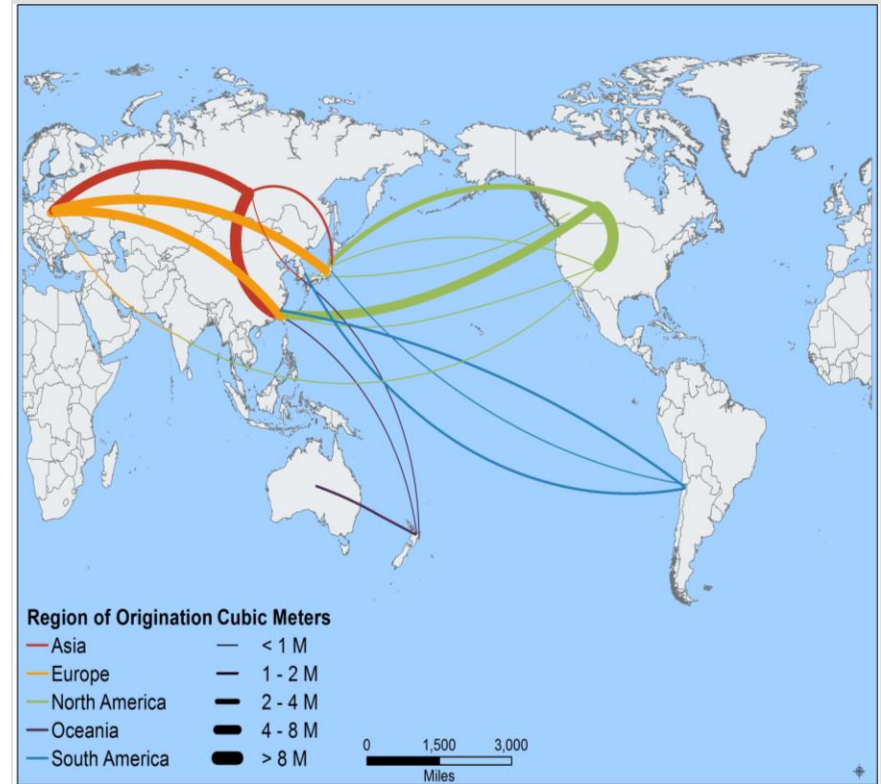 Region of Origination Cubic Meters
Asia < 1 M
Europe 1 - 2 M
North America 2 - 4 M
Oceania 4 - 8 M
South America > 8 M
0 1,500 3,000
Miles